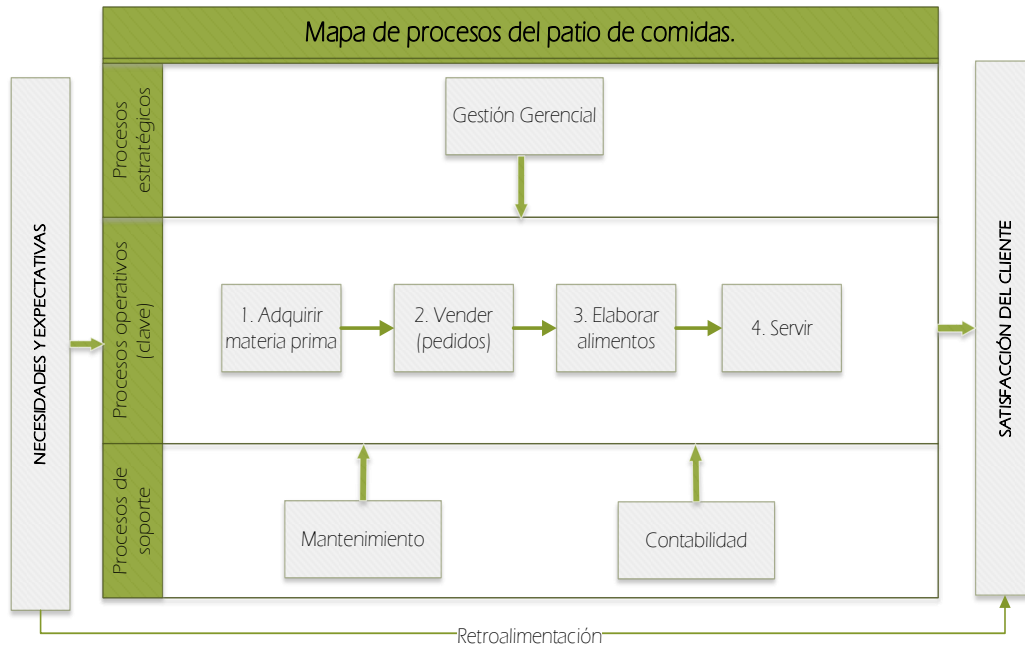 Mapa de procesos del patio de comidas.
NECESIDADES Y EXPECTATIVAS
Procesos
estratégicos
Gestión Gerencial
Procesos operativos
(clave)
1. Adquirir
materia prima
2. Vender
(pedidos)
3. Elaborar
alimentos
4. Servir
Procesos de
soporte
Mantenimiento
Contabilidad
SATISFACCIÓN DEL CLIENTE
Retroalimentación